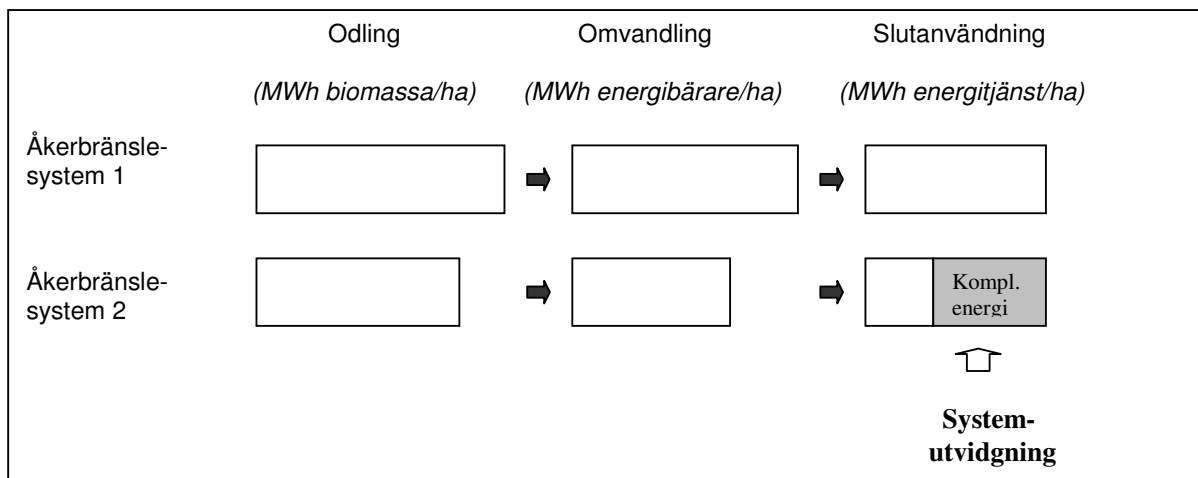 Odling Omvandling Slutanvändning
(MWh biomassa/ha) (MWh energibärare/ha) (MWh energitjänst/ha)
Åkerbränsle-
system 1
Åkerbränsle-
system 2
Kompl.
energi
System-
utvidgning